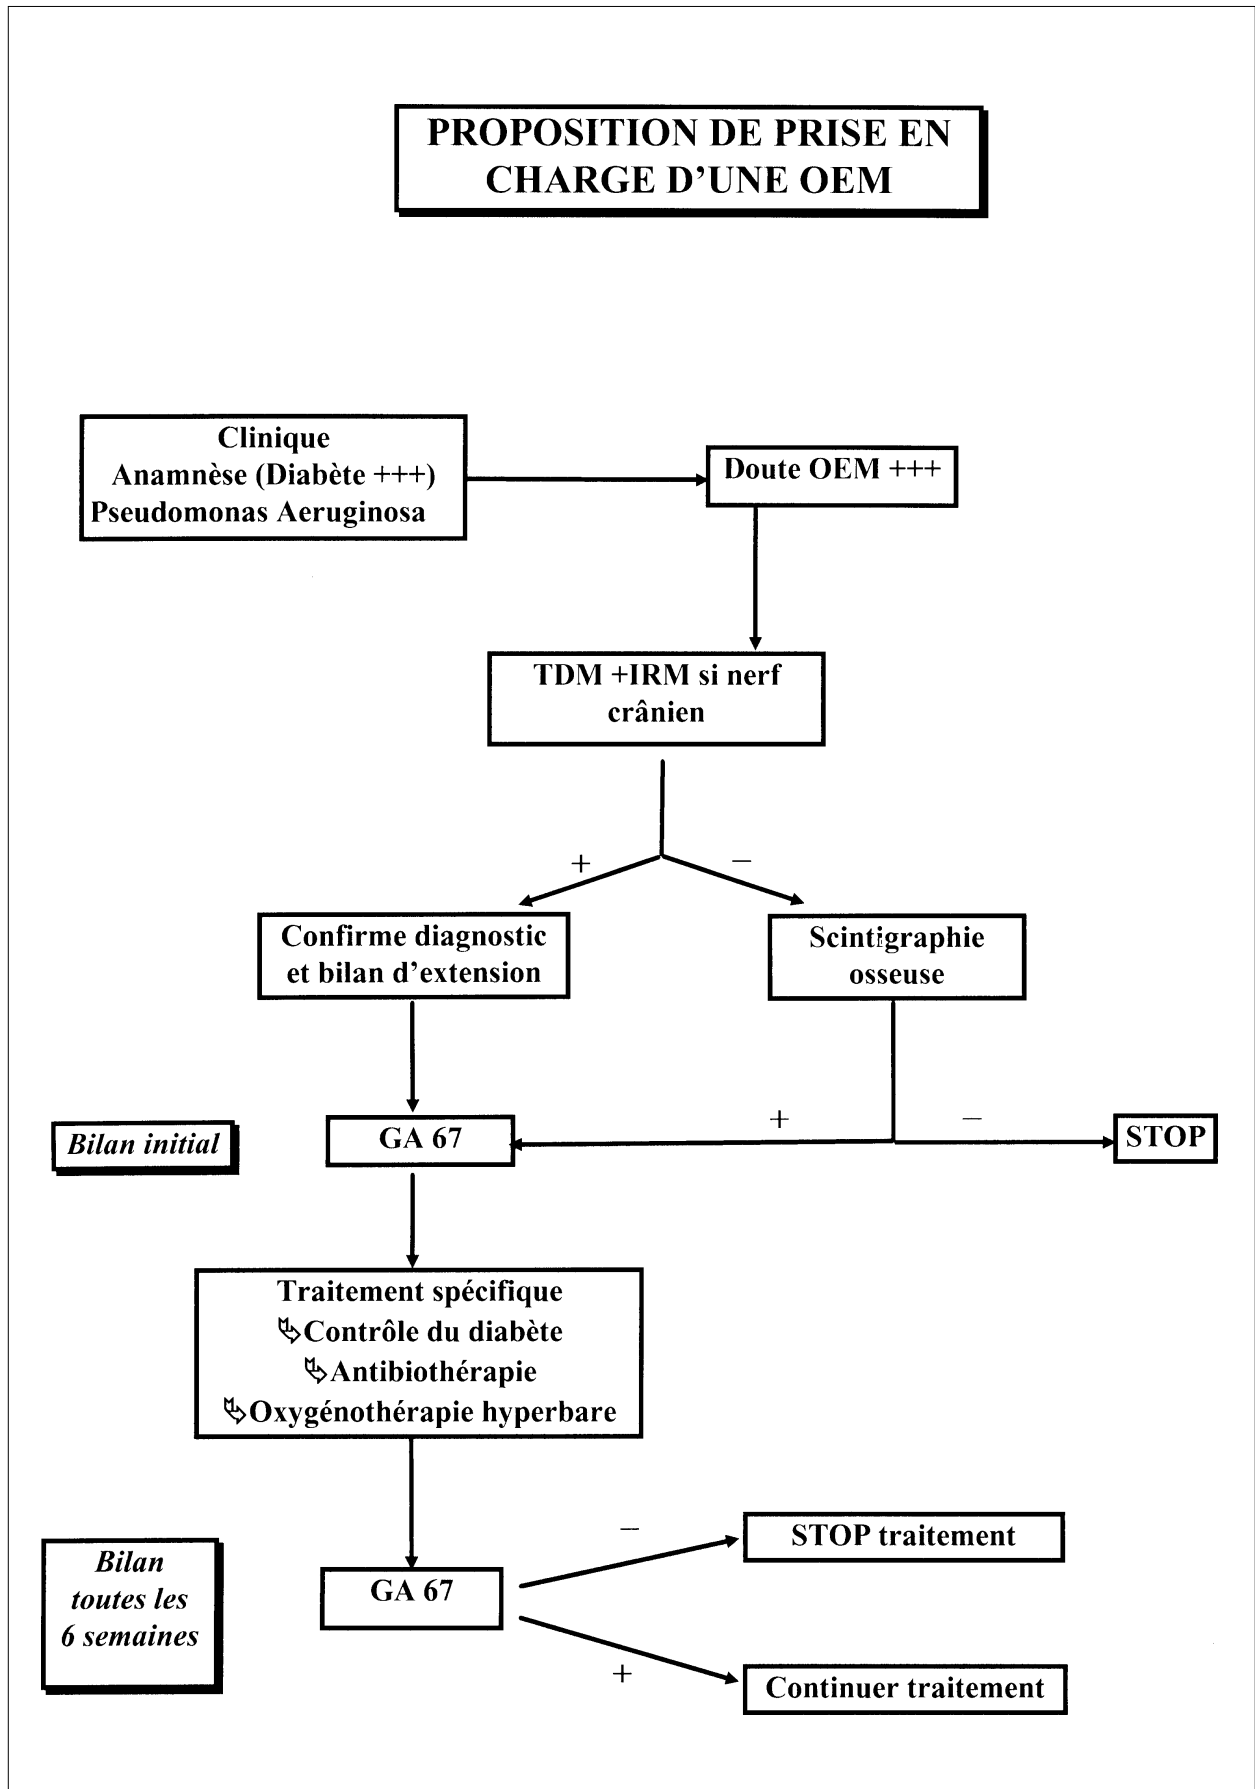 PROPOSITION DE PRISE EN
CHARGE D’UNE OEM
Clinique
Anamnèse (Diabète +++)
Pseudomonas Aeruginosa
Doute OEM +++
TDM +IRM si nerf
crânien
+
–
Confirme diagnostic
et bilan d’extension
Scintigraphie
osseuse
Bilan initial
GA 67
+
–
STOP
Traitement spécifique
Contrôle du diabète
Antibiothérapie
Oxygénothérapie hyperbare
Bilan
toutes les
6 semaines
GA 67
–
STOP traitement
+
Continuer traitement